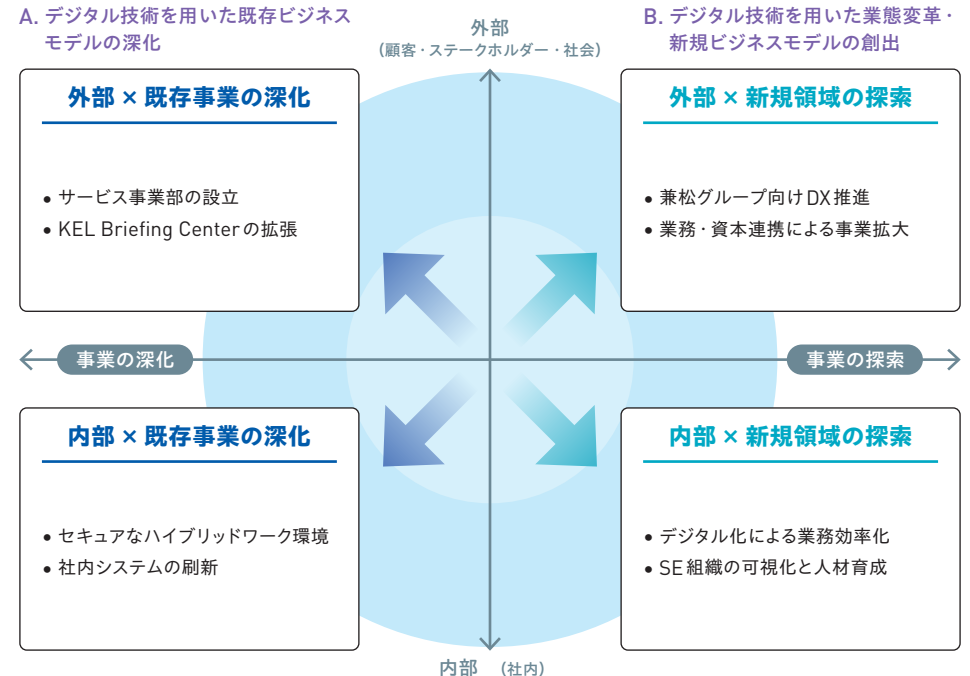 A. デジタル技術を用いた既存ビジネス
モデルの深化
外部
（顧客・ステークホルダー・社会）
B. デジタル技術を用いた業態変革・
新規ビジネスモデルの創出
外部 × 既存事業の深化
• サービス事業部の設立
• KEL Briefing Centerの拡張
外部 × 新規領域の探索
• 兼松グループ向けDX推進
• 業務・資本連携による事業拡大
事業の深化
事業の探索
内部 × 既存事業の深化
• セキュアなハイブリッドワーク環境
• 社内システムの刷新
内部 × 新規領域の探索
• デジタル化による業務効率化
• SE組織の可視化と人材育成
内部 （社内）